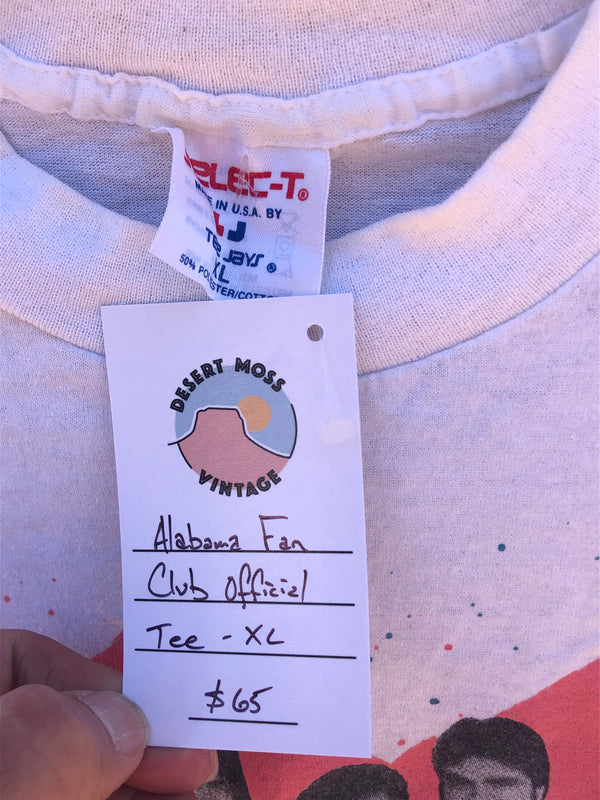 SELEC-T®
MADE IN U.S.A. BY
TJ
TEE JAYS ®
XL
50% POLYESTER/COTTON
DESERT MOSS
VINTAGE
Alabama Fan
Club Official
Tee - XL
$65